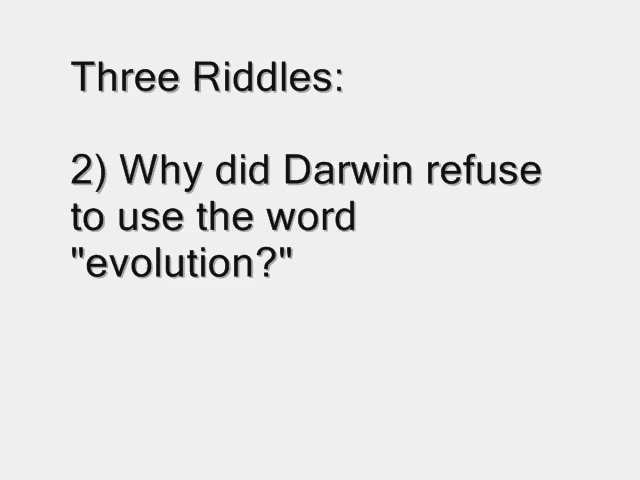 Three Riddles:
2) Why did Darwin refuse
to use the word
"evolution?"